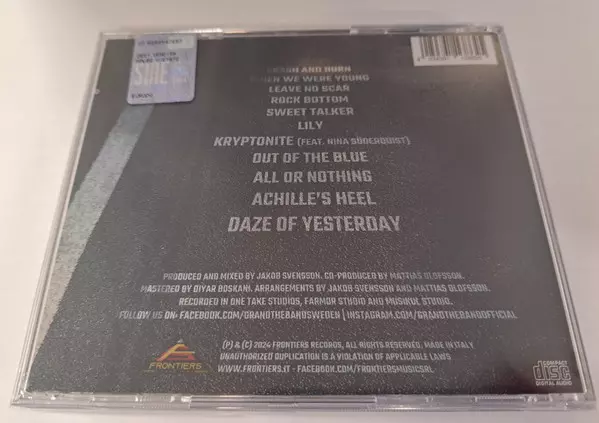 SIAE
CRASH AND BURN
WHEN WE WERE YOUNG
LEAVE NO SCAR
ROCK BOTTOM
SWEET TALKER
LILY
KRYPTONITE (FEAT. NINA SÖDERQUIST)
OUT OF THE BLUE
ALL OR NOTHING
ACHILLE'S HEEL
DAZE OF YESTERDAY
PRODUCED AND MIXED BY JAKOB SVENSSON. CO-PRODUCED BY MATTIAS OLOFSSON.
MASTERED BY DIYAR BOSKANI. ARRANGEMENTS BY JAKOB SVENSSON AND MATTIAS OLOFSSON.
RECORDED IN ONE TAKE STUDIOS, FARMOR STUDIO AND MUSIQUE STUDIO.
FOLLOW US ON: FACEBOOK.COM/GRANDTHEBANDSWEDEN | INSTAGRAM.COM/GRANDTHEBANDOFFICIAL
FRONTIERS
(P) & (C) 2024 FRONTIERS RECORDS, ALL RIGHTS RESERVED. MADE IN ITALY
UNAUTHORIZED DUPLICATION IS A VIOLATION OF APPLICABLE LAWS
WWW.FRONTIERS.IT - FACEBOOK.COM/FRONTIERSMUSICSRL
COMPACT
disc
DIGITAL AUDIO